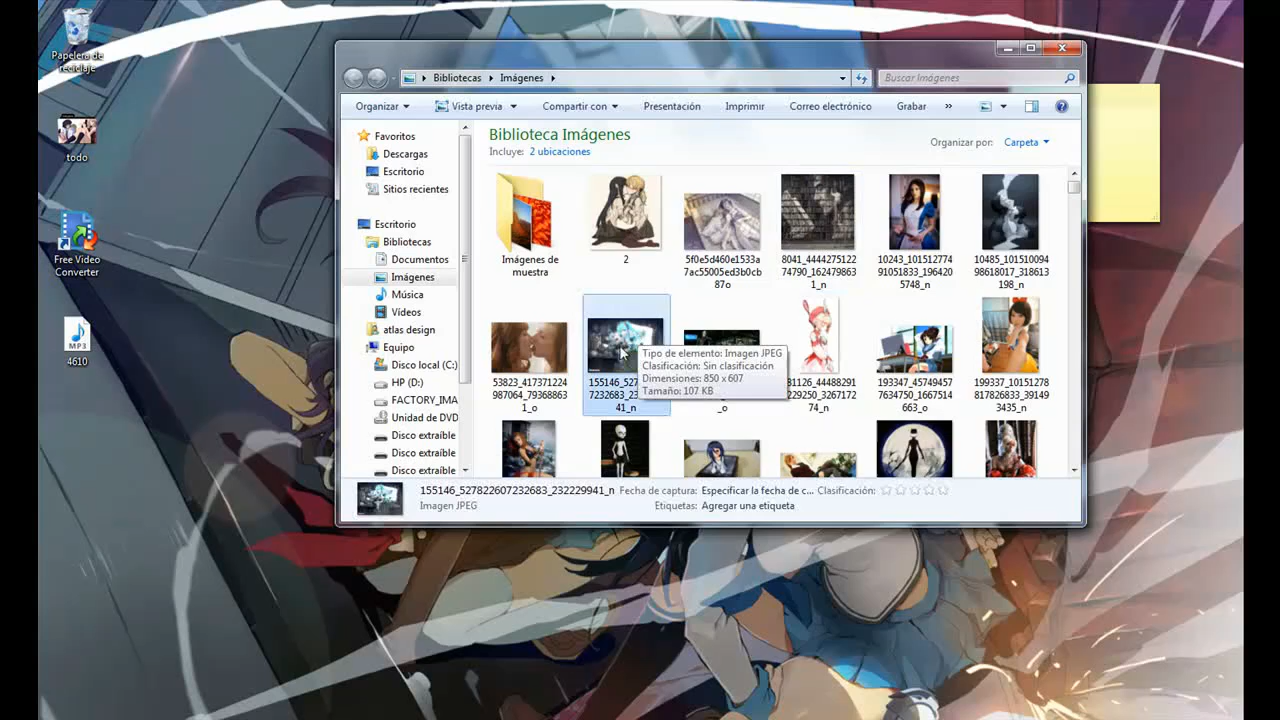 Papelera de
reciclaje
todo
Free Video
Converter
MP3
4610
Bibliotecas
Imágenes
Buscar Imágenes
Organizar
Vista previa
Compartir con
Presentación
Imprimir
Correo electrónico
Grabar
»
Favoritos
Descargas
Escritorio
Sitios recientes
Escritorio
Bibliotecas
Documentos
Imágenes
Música
Vídeos
atlas design
Equipo
Disco local (C:)
HP (D:)
FACTORY_IMA
Unidad de DVD
Disco extraíble
Disco extraíble
Disco extraíble
Biblioteca Imágenes
Incluye: 2 ubicaciones
Organizar por: Carpeta
Imágenes de
muestra
2
5f0e5d460e1533a
7ac55005ed3b0cb
87o
8041_4444275122
74790_162479863
1_n
10243_101512774
91051833_196420
5748_n
10485_101510094
98618017_318613
198_n
53823_417371224
987064_79368863
1_o
155146_527
7232683_23
41_n
_o
81126_44488291
229250_3267172
74_n
193347_45749457
7634750_1667514
663_o
199337_10151278
817826833_39149
3435_n
Tipo de elemento: Imagen JPEG
Clasificación: Sin clasificación
Dimensiones: 850 x 607
Tamaño: 107 KB
155146_527822607232683_232229941_n
Fecha de captura: Especificar la fecha de c...
Clasificación:
Imagen JPEG
Etiquetas: Agregar una etiqueta